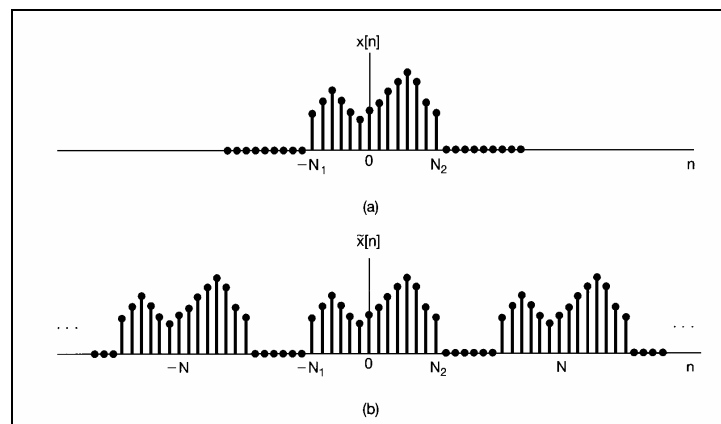 x[n]
−N₁ 0 N₂ n
(a)
x̃[n]
. . . . . .
−N −N₁ 0 N₂ N n
(b)